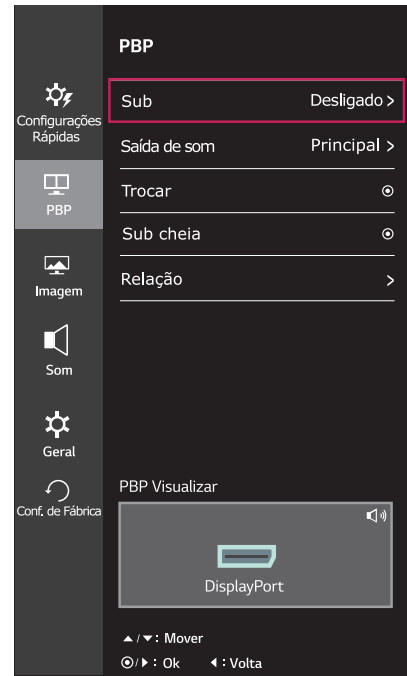 PBP
Configurações
Rápidas
PBP
Imagem
Som
Geral
Conf. de Fábrica
Sub Desligado >
Saída de som Principal >
Trocar
Sub cheia
Relação >
PBP Visualizar
DisplayPort
▲/▼: Mover
◉/▶: Ok ◀: Volta